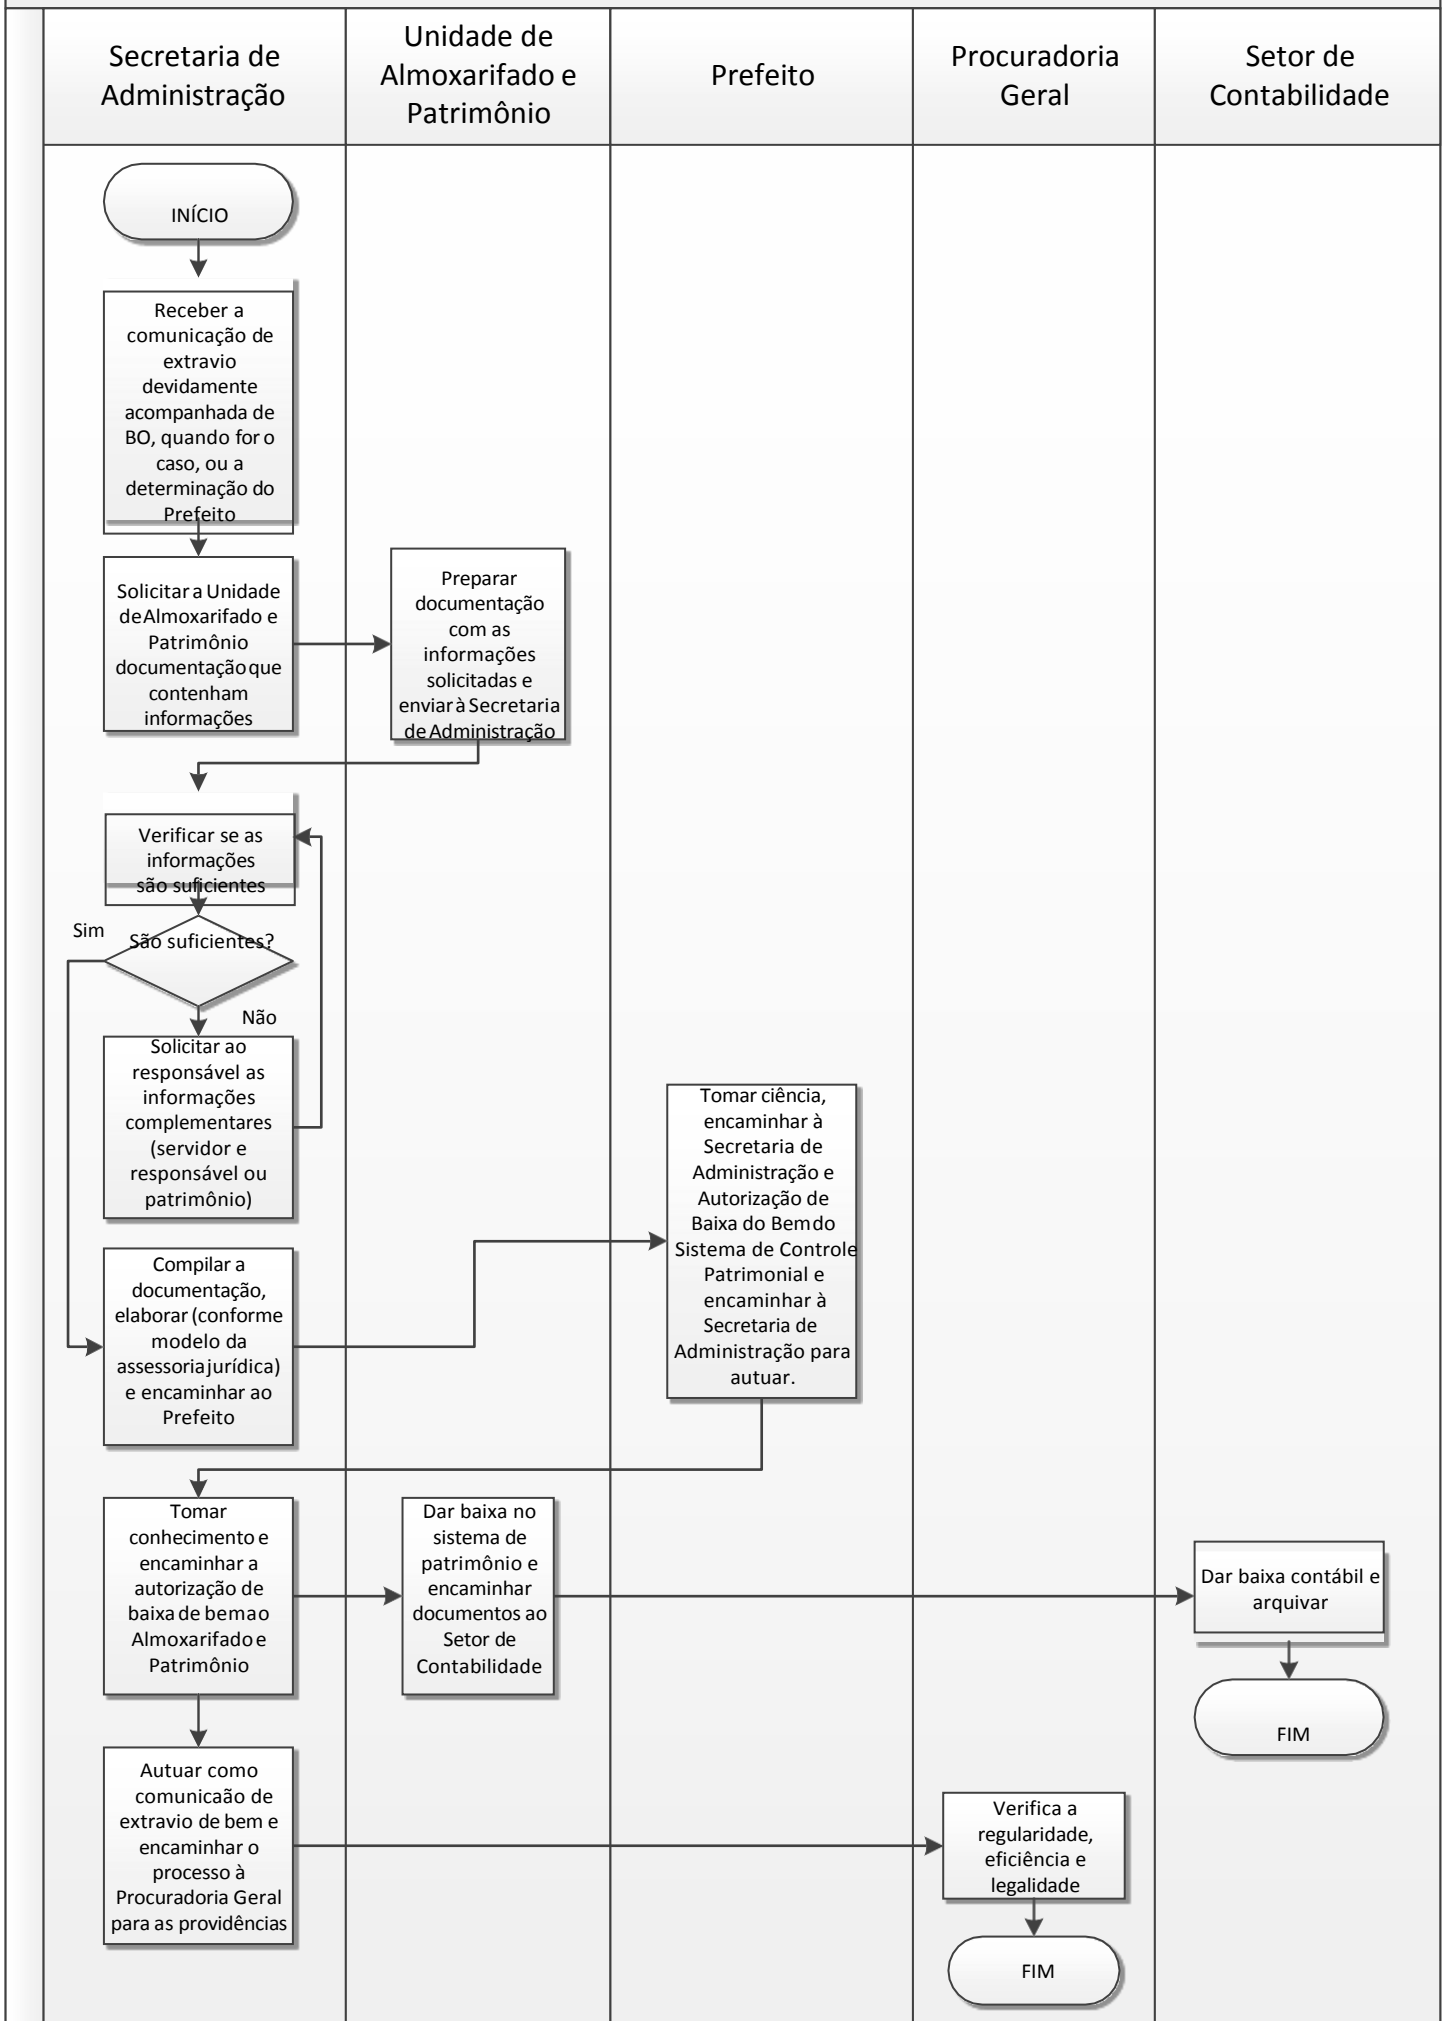 Secretaria de
Administração
Unidade de
Almoxarifado e
Patrimônio
Prefeito
Procuradoria
Geral
Setor de
Contabilidade
INÍCIO
Receber a
comunicação de
extravio
devidamente
acompanhada de
BO, quando for o
caso, ou a
determinação do
Prefeito
Solicitar a Unidade
de Almoxarifado e
Patrimônio
documentação que
contenham
informações
Preparar
documentação
com as
informações
solicitadas e
enviar à Secretaria
de Administração
Verificar se as
informações
são suficientes
Sim
São suficientes?
Não
Solicitar ao
responsável as
informações
complementares
(servidor e
responsável ou
patrimônio)
Tomar ciência,
encaminhar à
Secretaria de
Administração e
Autorização de
Baixa do Bem do
Sistema de Controle
Patrimonial e
encaminhar à
Secretaria de
Administração para
autuar.
Compilar a
documentação,
elaborar (conforme
modelo da
assessoria jurídica)
e encaminhar ao
Prefeito
Tomar
conhecimento e
encaminhar a
autorização de
baixa de bem ao
Almoxarifado e
Patrimônio
Dar baixa no
sistema de
patrimônio e
encaminhar
documentos ao
Setor de
Contabilidade
Dar baixa contábil e
arquivar
FIM
Autuar como
comunicaão de
extravio de bem e
encaminhar o
processo à
Procuradoria Geral
para as providências
Verifica a
regularidade,
eficiência e
legalidade
FIM